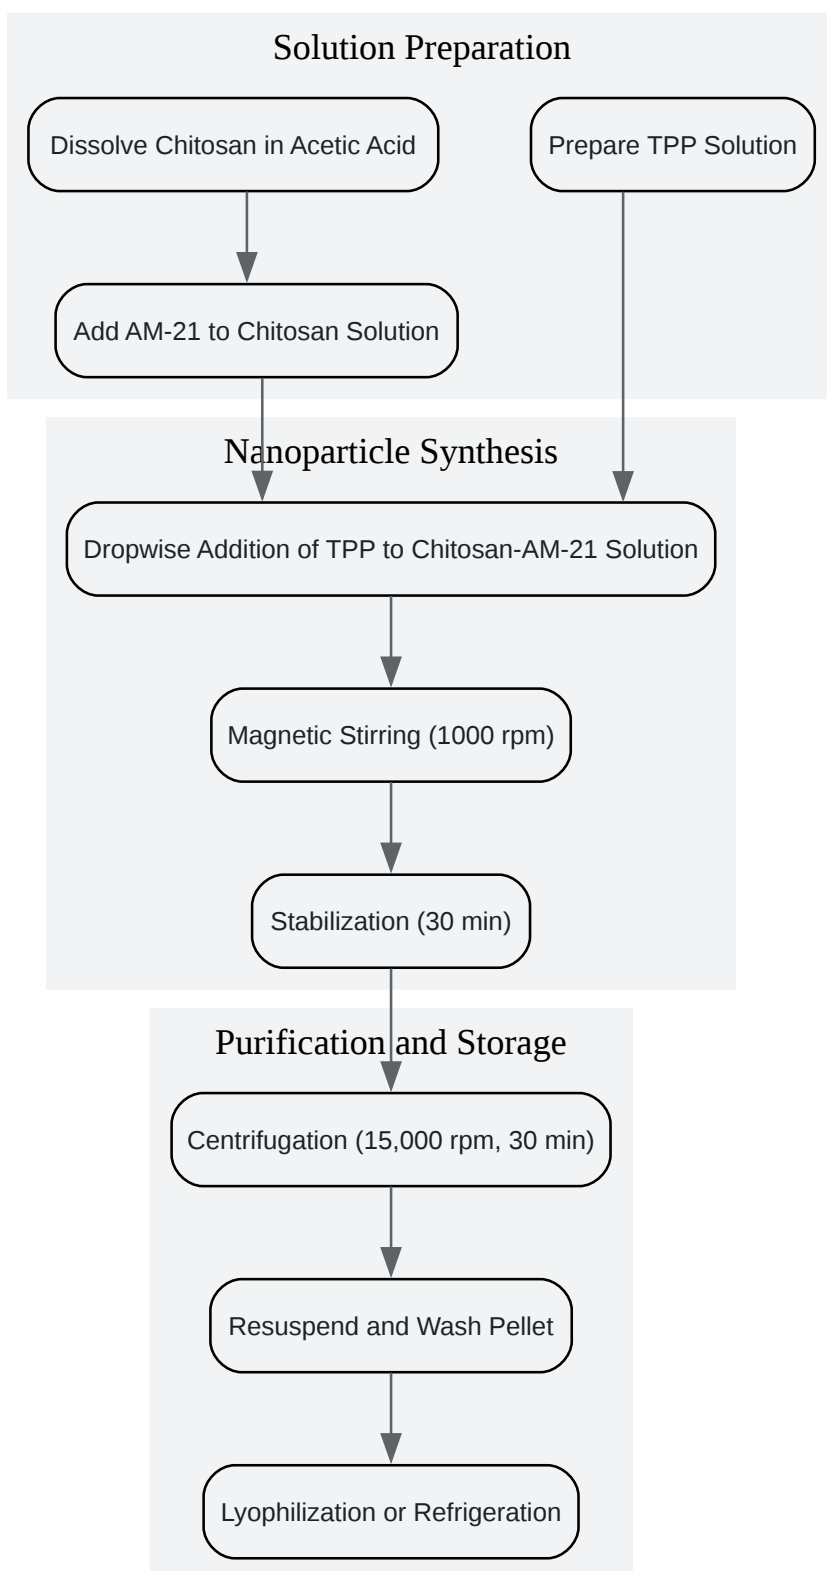 Solution Preparation
Dissolve Chitosan in Acetic Acid
Prepare TPP Solution
Add AM-21 to Chitosan Solution
Nanoparticle Synthesis
Dropwise Addition of TPP to Chitosan-AM-21 Solution
Magnetic Stirring (1000 rpm)
Stabilization (30 min)
Purification and Storage
Centrifugation (15,000 rpm, 30 min)
Resuspend and Wash Pellet
Lyophilization or Refrigeration